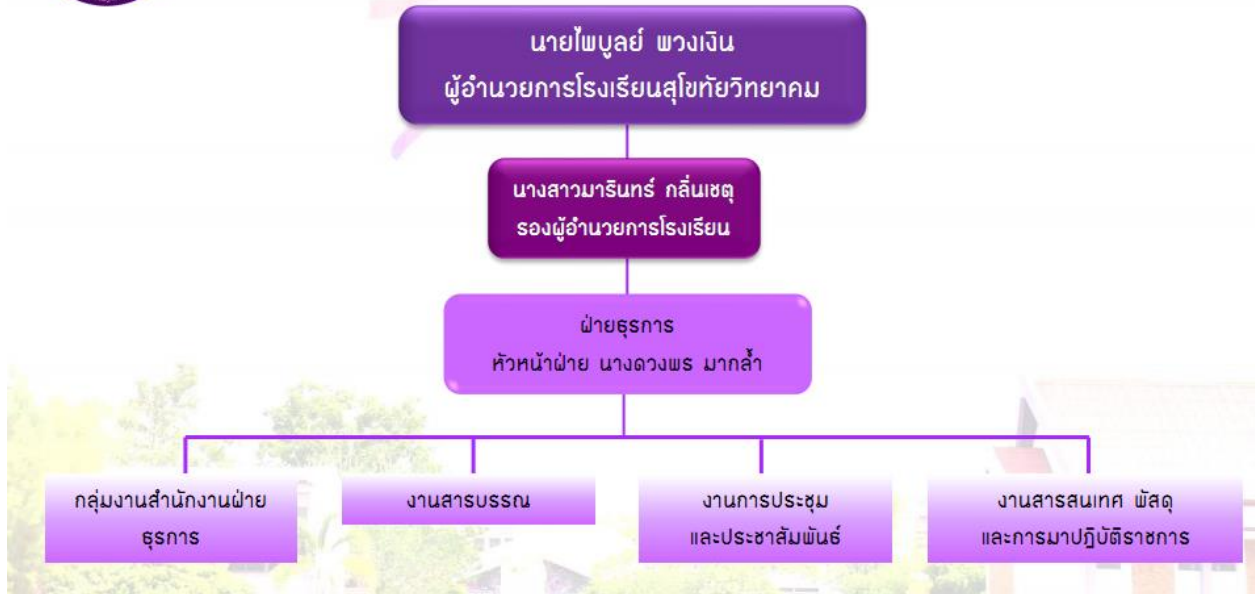 นายไพบูลย์ พวงเงิน
ผู้อำนวยการโรงเรียนสุโขทัยวิทยาคม
นางสาวมารินทร์ กลิ่นเชตุ
รองผู้อำนวยการโรงเรียน
ฝ่ายธุรการ
หัวหน้าฝ่าย นางดวงพร มากล้ำ
กลุ่มงานสำนักงานฝ่าย
ธุรการ
งานสารบรรณ
งานการประชุม
และประชาสัมพันธ์
งานสารสนเทศ พัสดุ
และการมาปฏิบัติราชการ